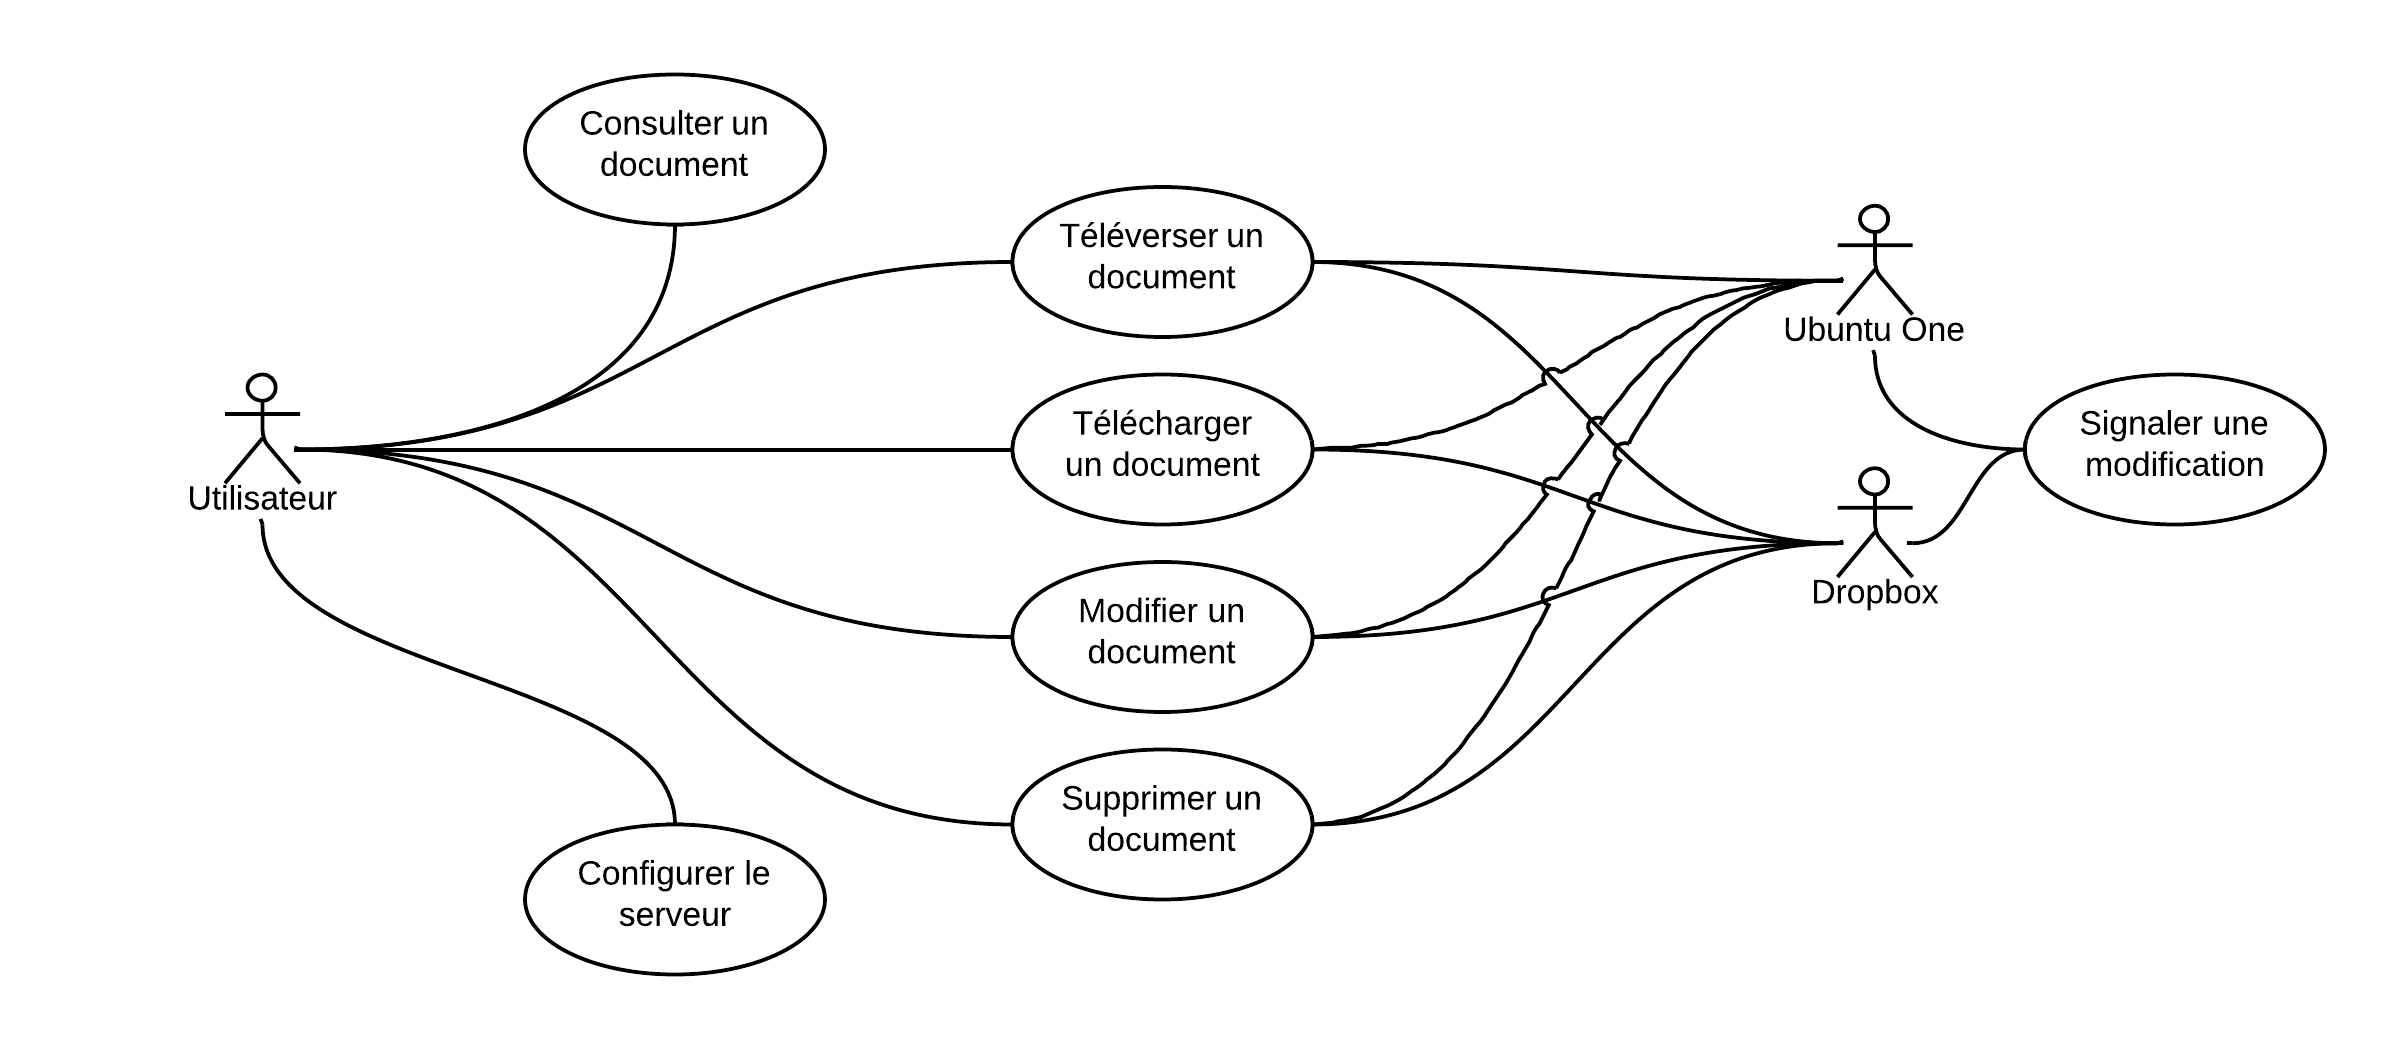 Consulter un
document
Téléverser un
document
Ubuntu One
Télécharger
un document
Signaler une
modification
Utilisateur
Dropbox
Modifier un
document
Supprimer un
document
Configurer le
serveur